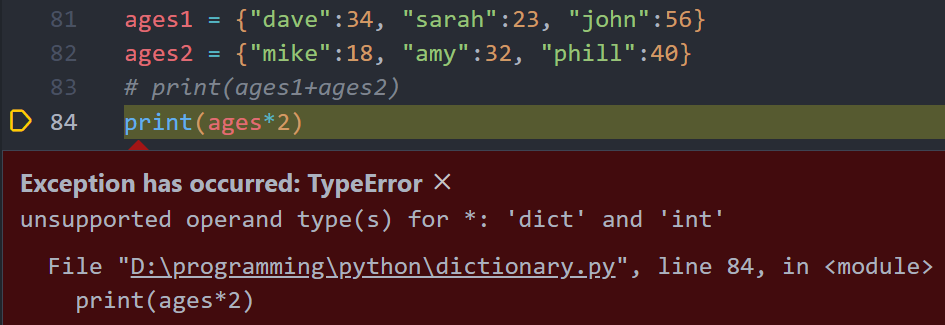 81 ages1 = {"dave":34, "sarah":23, "john":56}
82 ages2 = {"mike":18, "amy":32, "phill":40}
83 # print(ages1+ages2)
84 print(ages*2)
Exception has occurred: TypeError ×
unsupported operand type(s) for *: 'dict' and 'int'
File "D:\programming\python\dictionary.py", line 84, in <module>
print(ages*2)